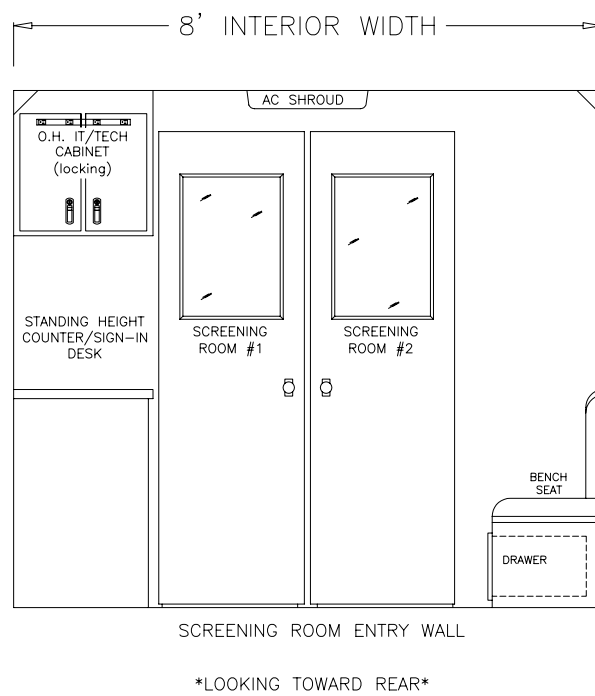 8' INTERIOR WIDTH
AC SHROUD
O.H. IT/TECH
CABINET
(locking)
STANDING HEIGHT
COUNTER/SIGN-IN
DESK
SCREENING
ROOM #1
SCREENING
ROOM #2
BENCH
SEAT
DRAWER
SCREENING ROOM ENTRY WALL
*LOOKING TOWARD REAR*